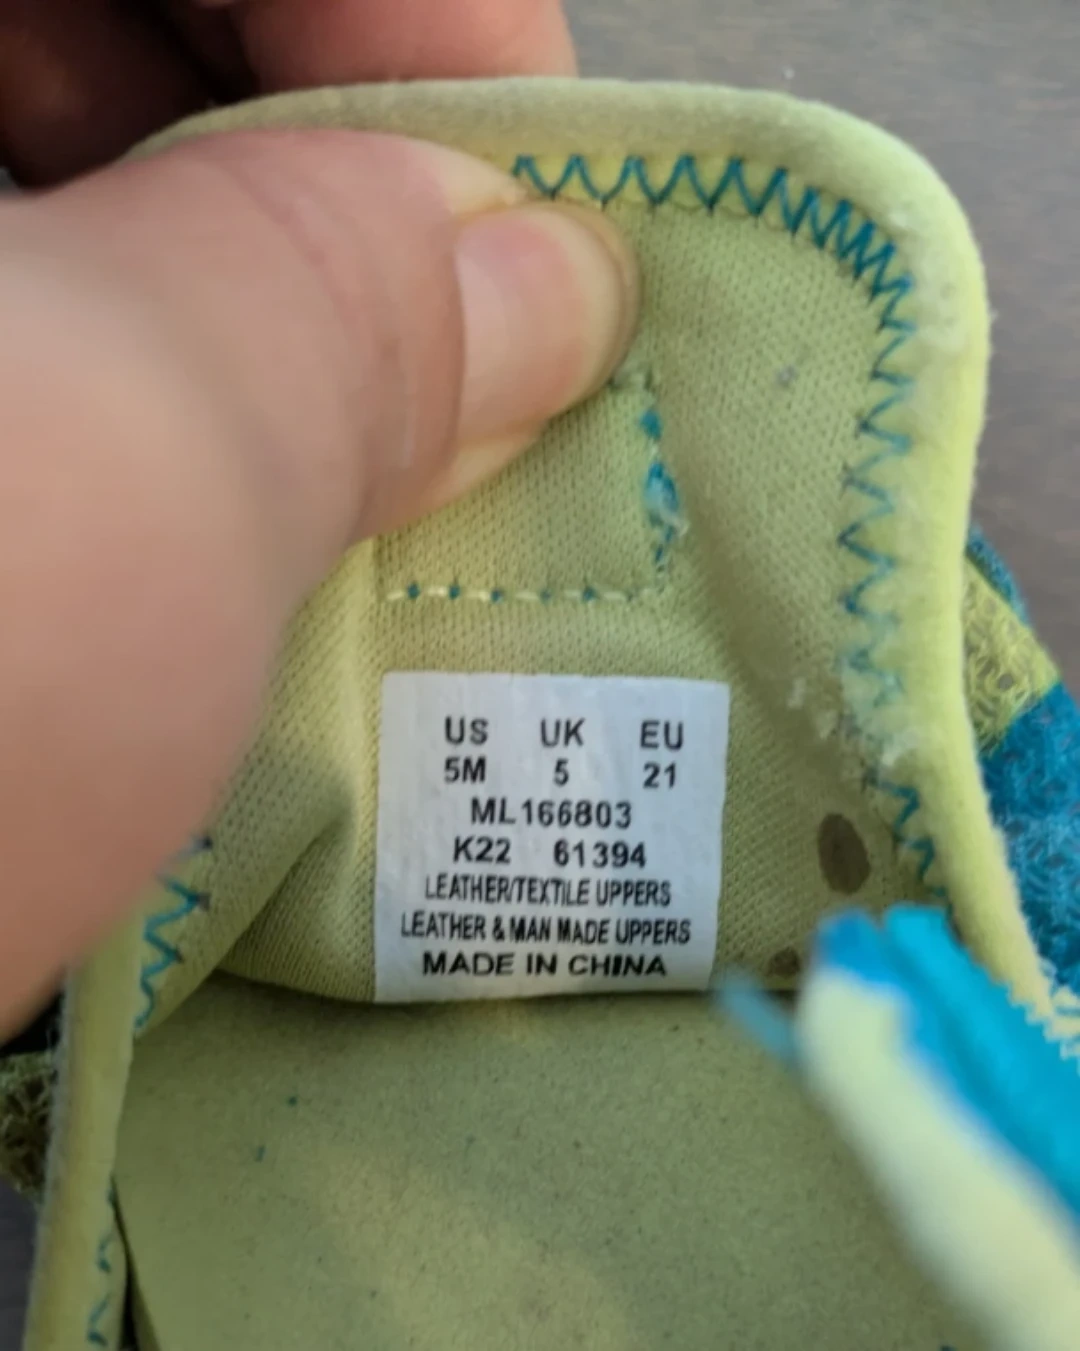 US UK EU
5M 5 21
ML166803
K22 61394
LEATHER/TEXTILE UPPERS
LEATHER & MAN MADE UPPERS
MADE IN CHINA